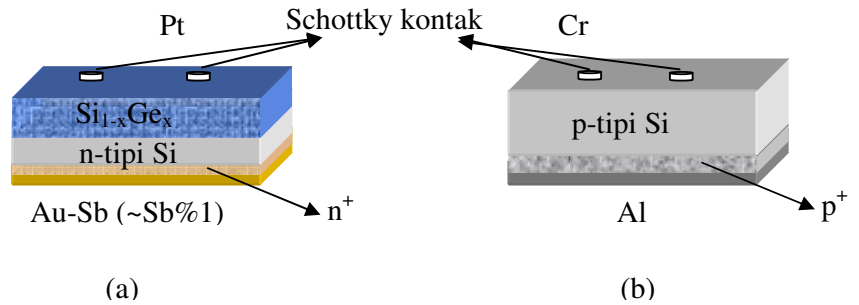 Pt Schottky kontak Cr
Si1-xGex
p-tipi Si
n-tipi Si
Au-Sb (~Sb%1) n+ Al p+
(a) (b)